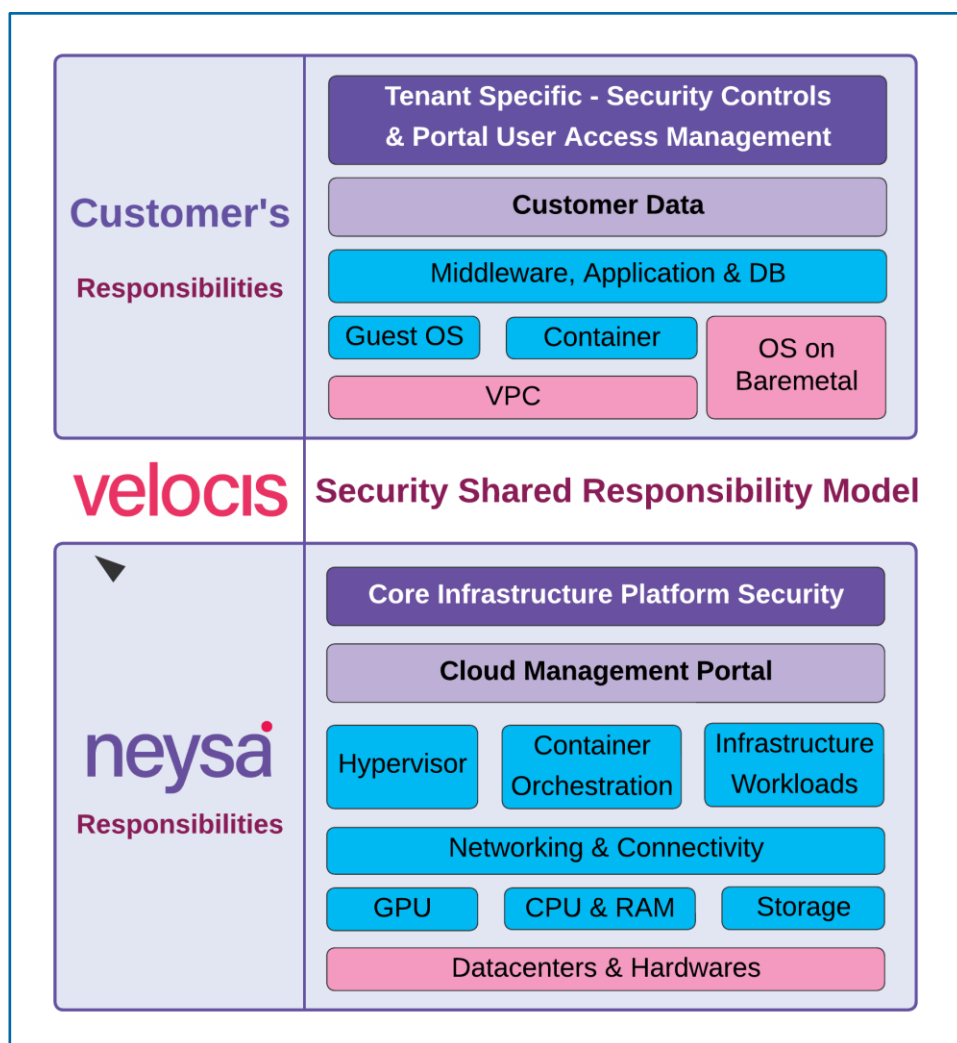 Customer's
Responsibilities
Tenant Specific - Security Controls
& Portal User Access Management
Customer Data
Middleware, Application & DB
Guest OS
Container
OS on
Baremetal
VPC
velocis
Security Shared Responsibility Model
neysa
Responsibilities
Core Infrastructure Platform Security
Cloud Management Portal
Hypervisor
Container
Orchestration
Infrastructure
Workloads
Networking & Connectivity
GPU
CPU & RAM
Storage
Datacenters & Hardwares